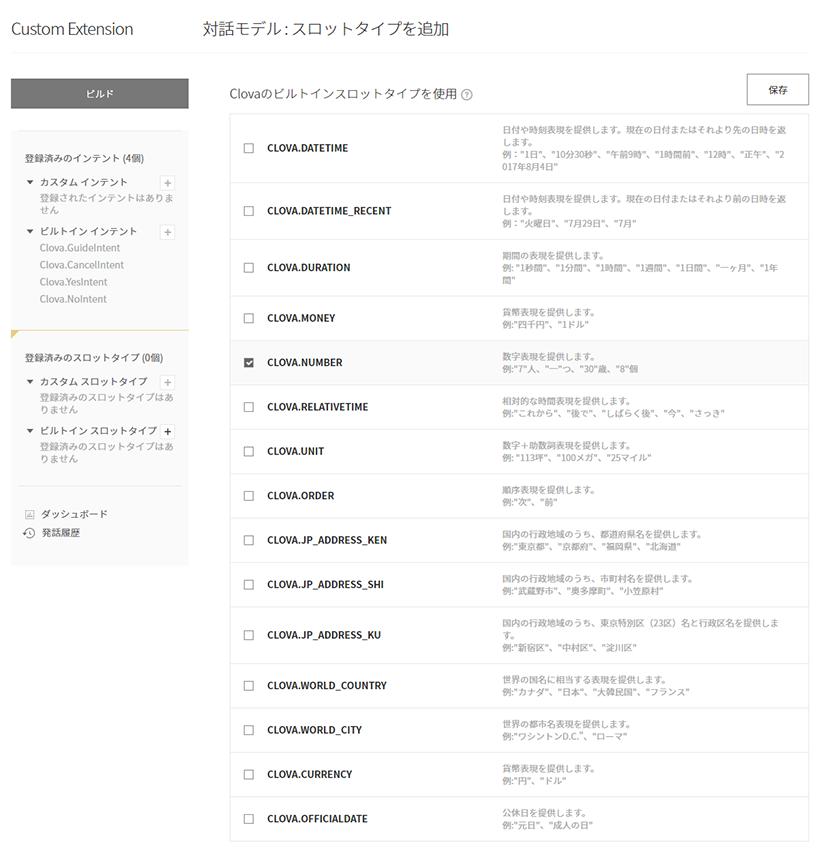 Custom Extension
対話モデル : スロットタイプを追加
ビルド
登録済みのインテント (4個)
カスタム インテント
登録されたインテントはありま
せん
ビルトイン インテント
Clova.GuideIntent
Clova.CancelIntent
Clova.YesIntent
Clova.NoIntent
登録済みのスロットタイプ (0個)
カスタム スロットタイプ
登録済みのスロットタイプはあ
りません
ビルトイン スロットタイプ
登録済みのスロットタイプはあ
りません
ダッシュボード
発話履歴
Clovaのビルトインスロットタイプを使用 ?
保存
CLOVA.DATETIME
日付や時刻表現を提供します。現在の日付またはそれより先の日時を返
します。
例："1日"、"10分30秒"、"午前9時"、"1時間前"、"12時"、"正午"、"2
017年8月4日"
CLOVA.DATETIME_RECENT
日付や時刻表現を提供します。現在の日付またはそれより前の日時を返
します。
例："火曜日"、"7月29日"、"7月"
CLOVA.DURATION
期間の表現を提供します。
例: "1秒間"、"1分間"、"1時間"、"1週間"、"1日間"、"一ヶ月"、"1年
間"
CLOVA.MONEY
貨幣表現を提供します。
例:"四千円"、"1ドル"
CLOVA.NUMBER
数字表現を提供します。
例:"7"人、"一"つ、"30"歳、"8"個
CLOVA.RELATIVETIME
相対的な時間表現を提供します。
例:"これから"、"後で"、"しばらく後"、"今"、"さっき"
CLOVA.UNIT
数字＋助数詞表現を提供します。
例: "113坪"、"100メガ"、"25マイル"
CLOVA.ORDER
順序表現を提供します。
例:"次"、"前"
CLOVA.JP_ADDRESS_KEN
国内の行政地域のうち、都道府県名を提供します。
例:"東京都"、"京都府"、"福岡県"、"北海道"
CLOVA.JP_ADDRESS_SHI
国内の行政地域のうち、市町村名を提供します。
例:"武蔵野市"、"奥多摩町"、"小笠原村"
CLOVA.JP_ADDRESS_KU
国内の行政地域のうち、東京特別区（23区）名と行政区名を提供しま
す。
例:"新宿区"、"中村区"、"淀川区"
CLOVA.WORLD_COUNTRY
世界の国名に相当する表現を提供します。
例:"カナダ"、"日本"、"大韓民国"、"フランス"
CLOVA.WORLD_CITY
世界の都市名表現を提供します。
例:"ワシントンD.C."、"ローマ"
CLOVA.CURRENCY
貨幣表現を提供します。
例:"円"、"ドル"
CLOVA.OFFICIALDATE
公休日を提供します。
例:"元日"、"成人の日"